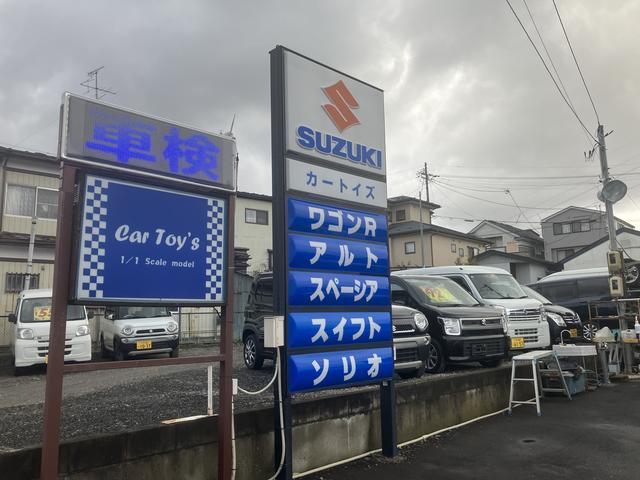 車検
Car Toy's
1/1 Scale model
SUZUKI
カートイズ
ワゴンR
アルト
スペーシア
スイフト
ソリオ